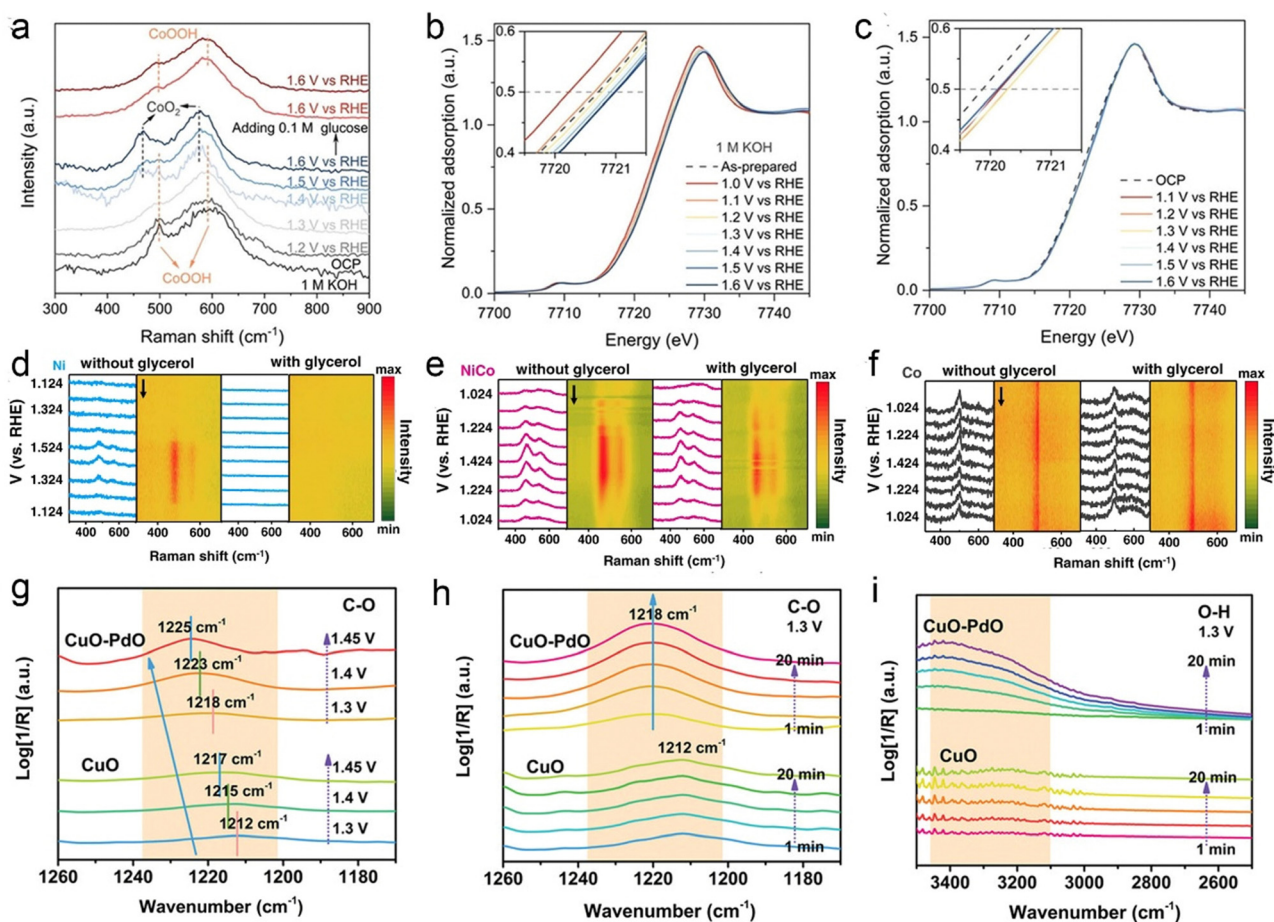 a
CoOOH
1.6 V vs RHE
1.6 V vs RHE
CoO2
Adding 0.1 M glucose
1.6 V vs RHE
1.5 V vs RHE
1.4 V vs RHE
1.3 V vs RHE
1.2 V vs RHE
CoOOH
OCP
1 M KOH
Intensity (a.u.)
300 400 500 600 700 800 900
Raman shift (cm-1)
b
0.6
0.5
0.4
7720 7721
1 M KOH
As-prepared
1.0 V vs RHE
1.1 V vs RHE
1.2 V vs RHE
1.3 V vs RHE
1.4 V vs RHE
1.5 V vs RHE
1.6 V vs RHE
Normalized adsorption (a.u.)
1.5
1.0
0.5
0.0
7700 7710 7720 7730 7740
Energy (eV)
c
0.6
0.5
0.4
7720 7721
OCP
1.1 V vs RHE
1.2 V vs RHE
1.3 V vs RHE
1.4 V vs RHE
1.5 V vs RHE
1.6 V vs RHE
Normalized adsorption (a.u.)
1.5
1.0
0.5
0.0
7700 7710 7720 7730 7740
Energy (eV)
d
Ni
without glycerol
with glycerol
max
min
Intensity
V (vs. RHE)
1.124
1.324
1.524
1.324
1.124
400 600 400 600 400 600 400 600
Raman shift (cm-1)
e
NiCo
without glycerol
with glycerol
max
min
Intensity
V (vs. RHE)
1.024
1.224
1.424
1.224
1.024
400 600 400 600 400 600 400 600
Raman shift (cm-1)
f
Co
without glycerol
with glycerol
max
min
Intensity
V (vs. RHE)
1.024
1.224
1.424
1.224
1.024
400 600 400 600 400 600 400 600
Raman shift (cm-1)
g
C-O
CuO-PdO
1225 cm-1
1.45 V
1223 cm-1
1.4 V
1218 cm-1
1.3 V
CuO
1217 cm-1
1.45 V
1215 cm-1
1.4 V
1212 cm-1
1.3 V
Log[1/R] (a.u.)
1260 1240 1220 1200 1180
Wavenumber (cm-1)
h
C-O
1.3 V
CuO-PdO
1218 cm-1
20 min
1 min
CuO
1212 cm-1
20 min
1 min
Log[1/R] (a.u.)
1260 1240 1220 1200 1180
Wavenumber (cm-1)
i
O-H
1.3 V
CuO-PdO
20 min
1 min
CuO
20 min
1 min
Log[1/R] (a.u.)
3500 3000 2800 2600
Wavenumber (cm-1)